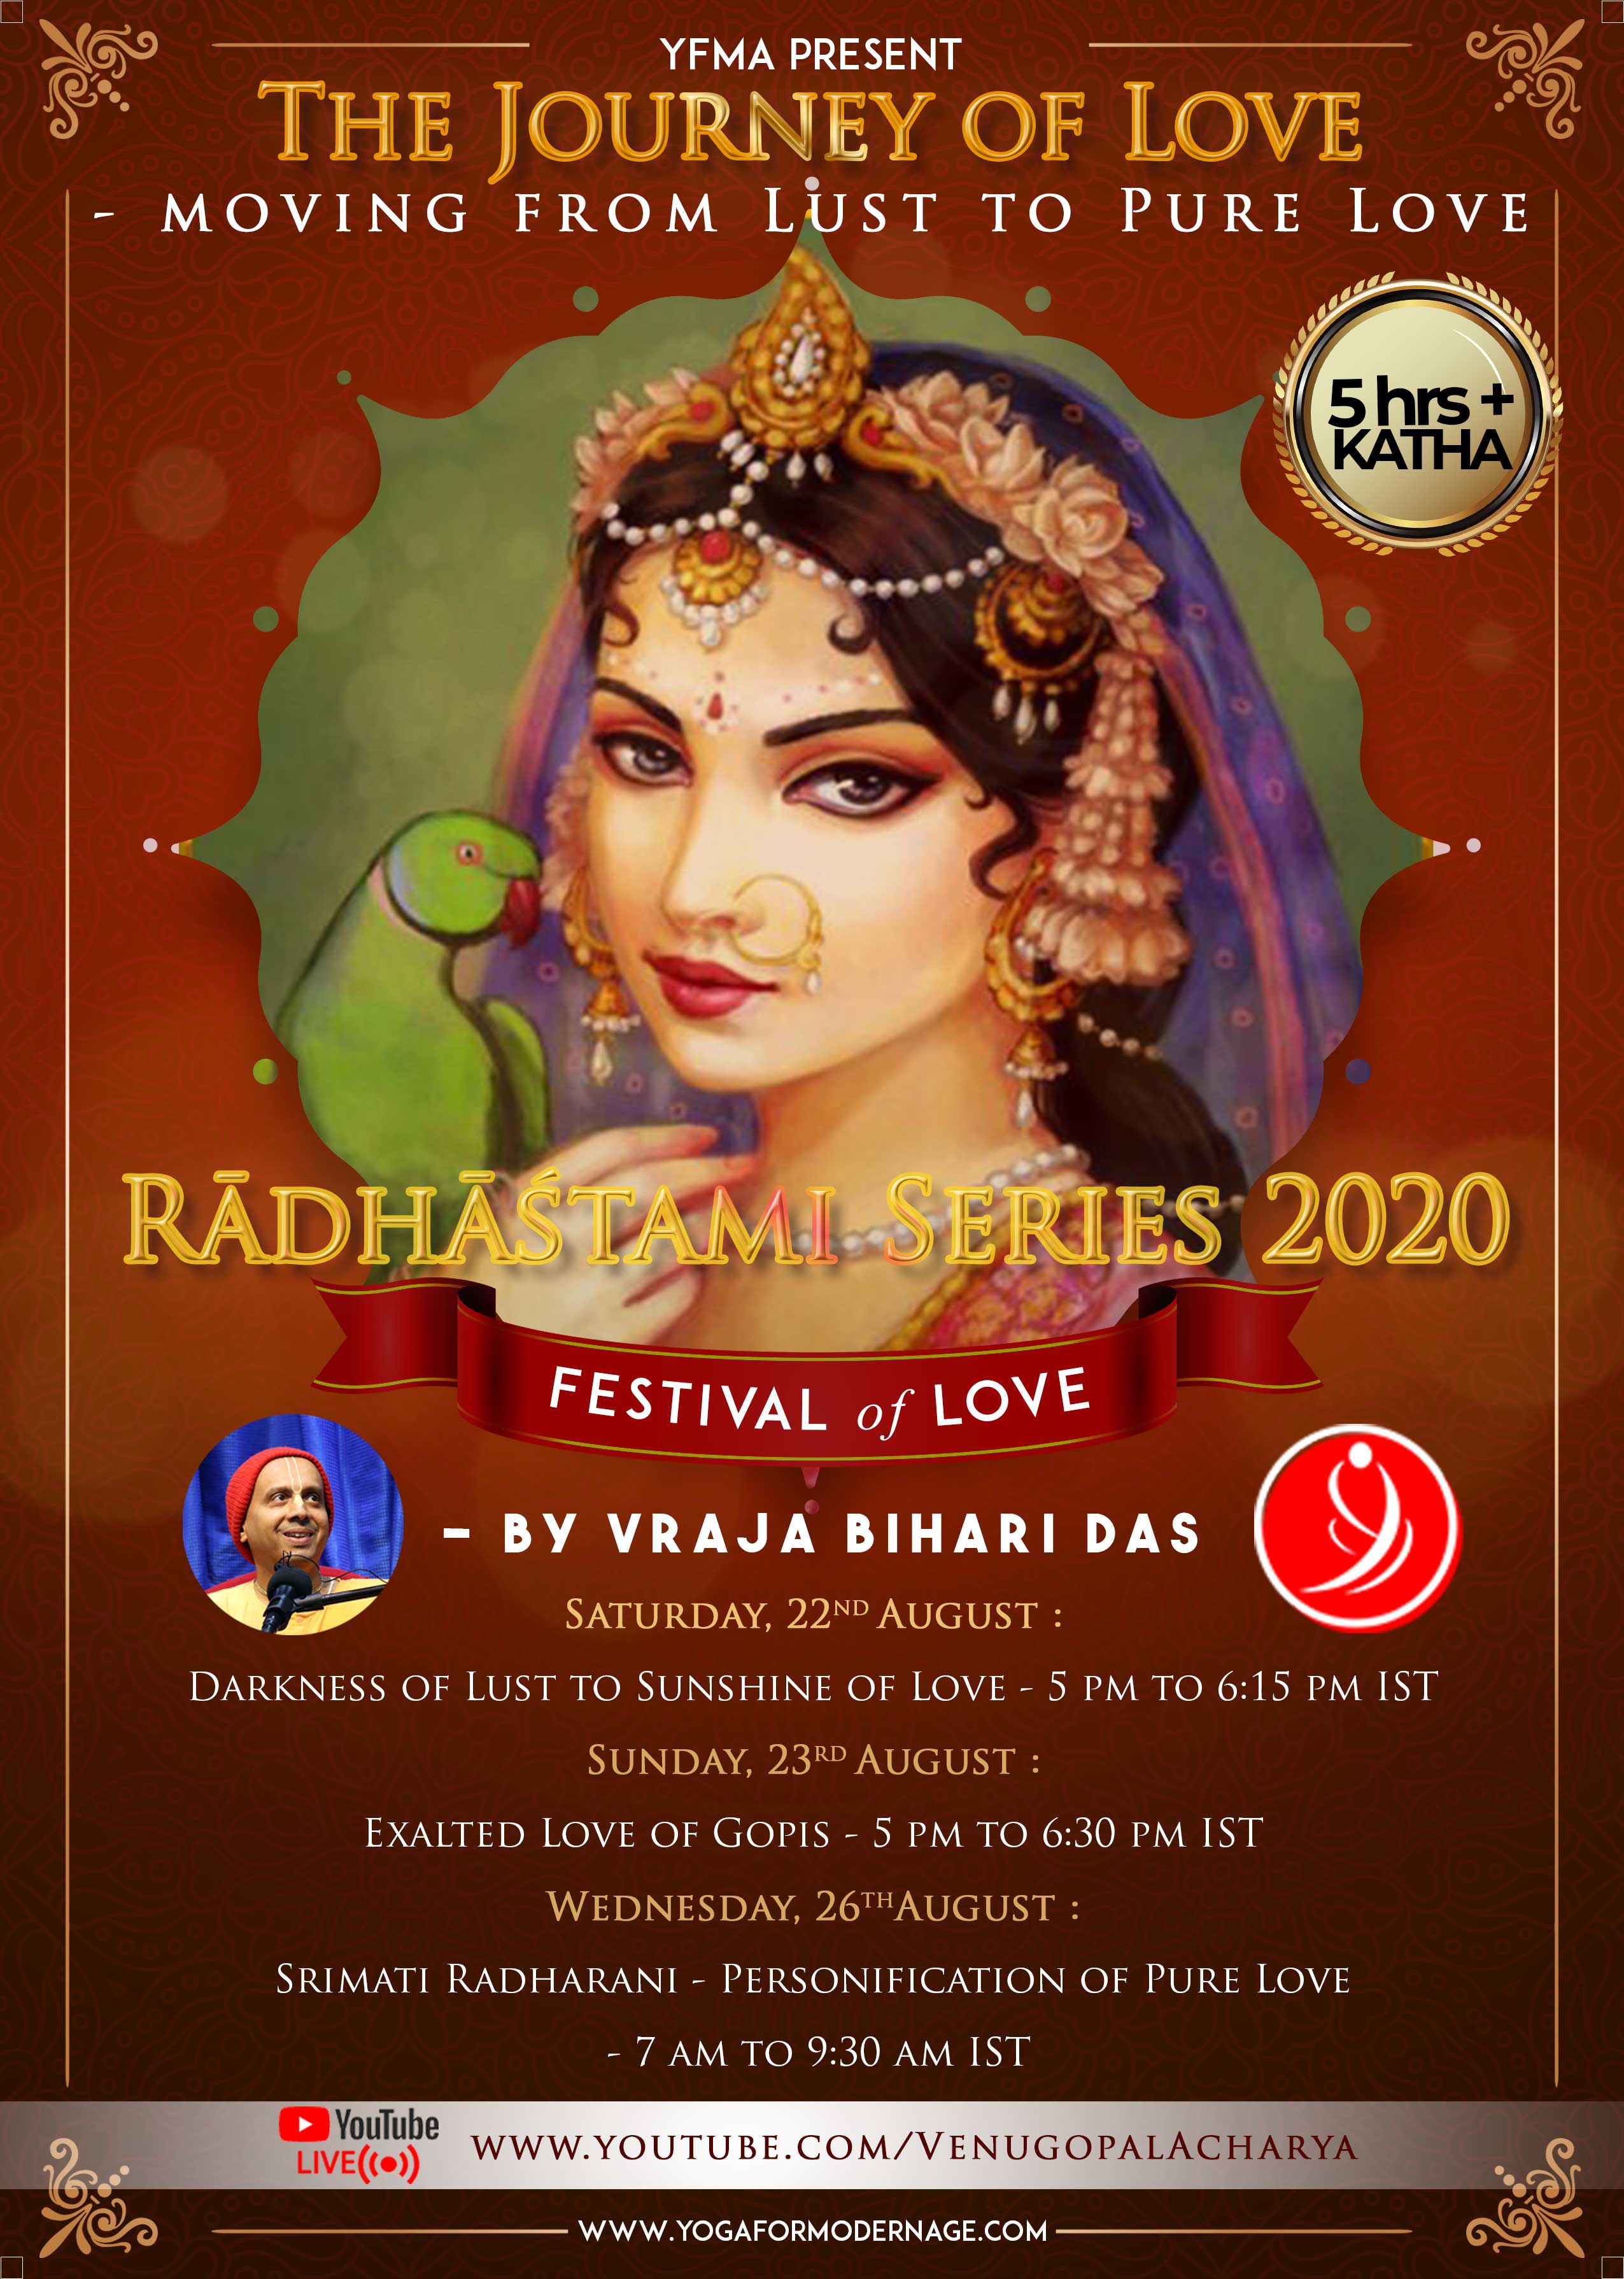 YFMA PRESENT
THE JOURNEY OF LOVE
- MOVING FROM LUST TO PURE LOVE
5 hrs +
KATHA
RĀDHĀŚTAMI SERIES 2020
FESTIVAL of LOVE
- BY VRAJA BIHARI DAS
SATURDAY, 22ND AUGUST :
DARKNESS OF LUST TO SUNSHINE OF LOVE - 5 PM TO 6:15 PM IST
SUNDAY, 23RD AUGUST :
EXALTED LOVE OF GOPIS - 5 PM TO 6:30 PM IST
WEDNESDAY, 26THAUGUST :
SRIMATI RADHARANI - PERSONIFICATION OF PURE LOVE
- 7 AM TO 9:30 AM IST
YouTube
LIVE
WWW.YOUTUBE.COM/VENUGOPALACHARYA
WWW.YOGAFORMODERNAGE.COM